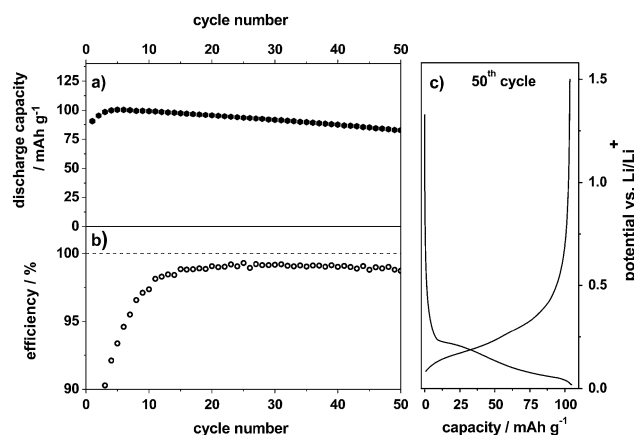 cycle number
0 10 20 30 40 50
a)
discharge capacity
/ mAh g⁻¹
125
100
75
50
25
0
b)
efficiency / %
100
95
90
0 10 20 30 40 50
cycle number
c)
50th cycle
1.5
1.0
0.5
0.0
potential vs. Li/Li+
0 25 50 75 100
capacity / mAh g⁻¹